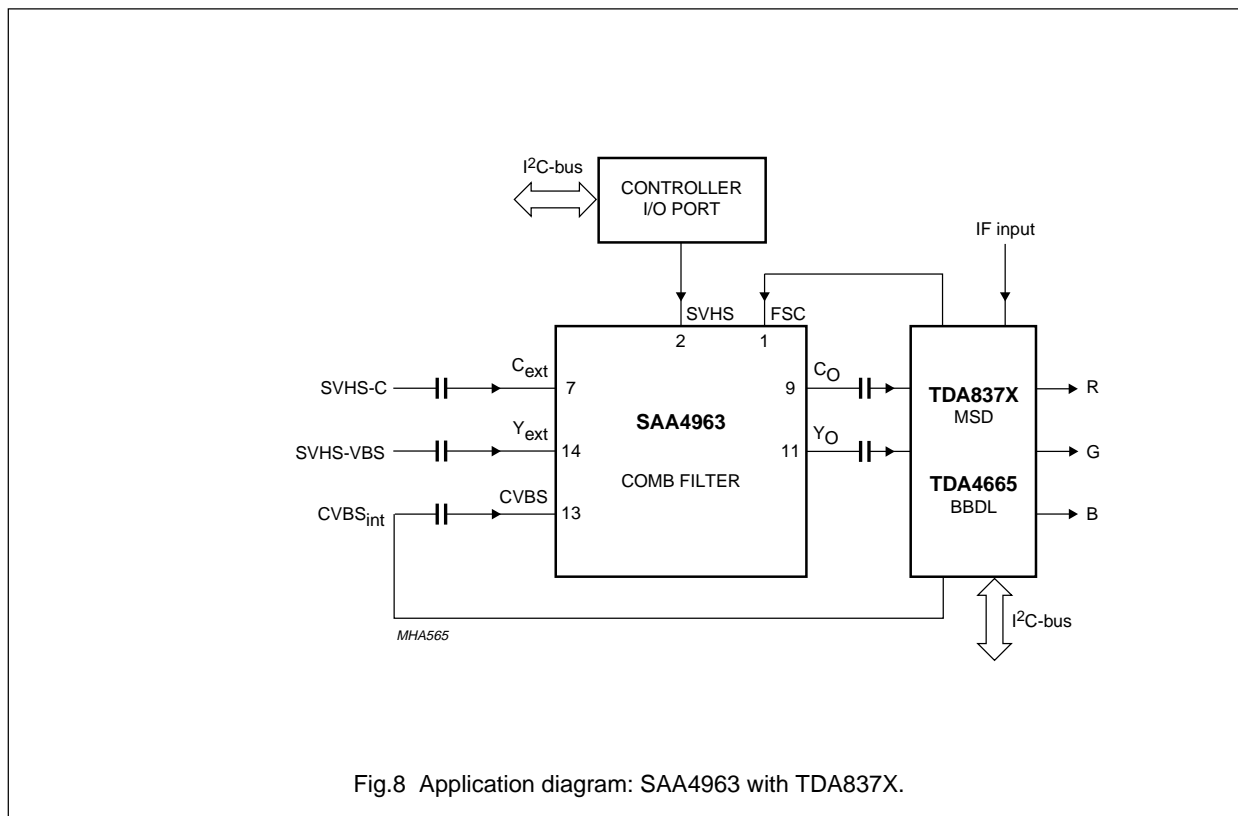 I2C-bus
CONTROLLER
I/O PORT
IF input
SVHS
FSC
2
1
SVHS-C
Cext
7
9
CO
TDA837X
MSD
R
SAA4963
SVHS-VBS
Yext
14
11
YO
G
COMB FILTER
TDA4665
BBDL
CVBSint
CVBS
13
B
I2C-bus
MHA565
Fig.8 Application diagram: SAA4963 with TDA837X.